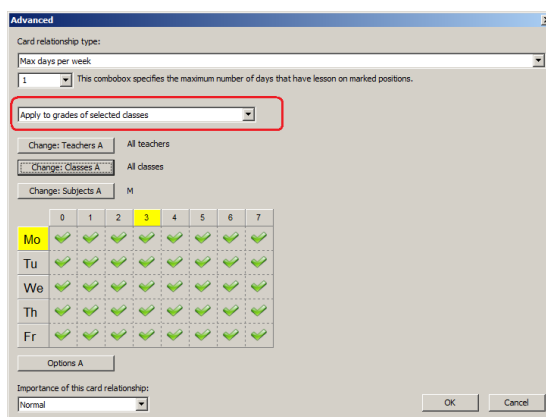 Advanced
Card relationship type:
Max days per week
1 This combobox specifies the maximum number of days that have lesson on marked positions.
Apply to grades of selected classes
Change: Teachers A All teachers
Change: Classes A All classes
Change: Subjects A M
0 1 2 3 4 5 6 7
Mo
Tu
We
Th
Fr
Options A
Importance of this card relationship:
Normal OK Cancel